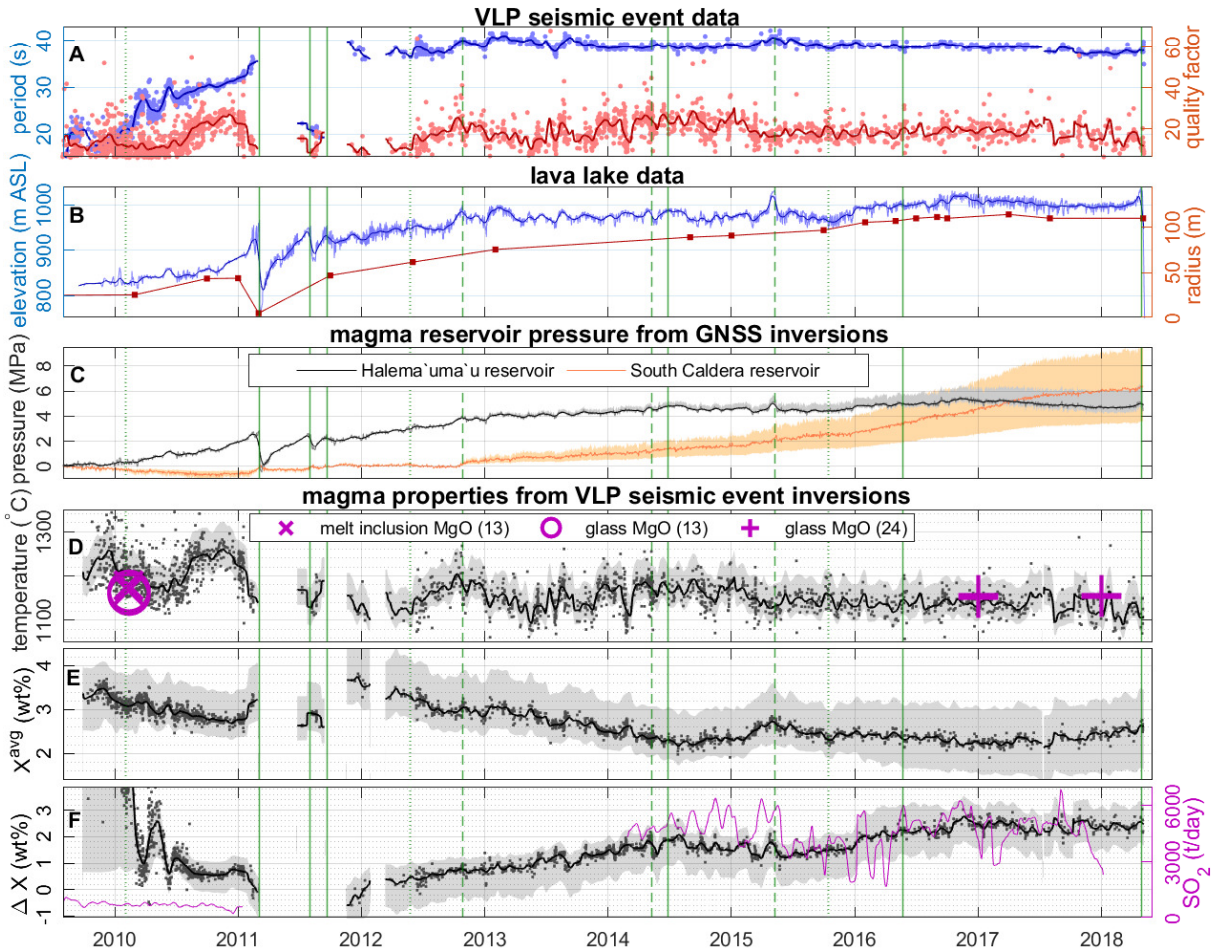 VLP seismic event data
A
period (s)
40
30
20
quality factor
60
40
20
lava lake data
B
elevation (m ASL)
1000
900
800
radius (m)
100
50
0
magma reservoir pressure from GNSS inversions
C
pressure (MPa)
8
6
4
2
0
Halema`uma`u reservoir
South Caldera reservoir
magma properties from VLP seismic event inversions
D
temperature (°C)
1300
1100
melt inclusion MgO (13)
glass MgO (13)
glass MgO (24)
E
X^avg (wt%)
4
3
2
F
Δ X (wt%)
3
2
1
0
-1
SO₂ (t/day)
6000
3000
0
2010 2011 2012 2013 2014 2015 2016 2017 2018